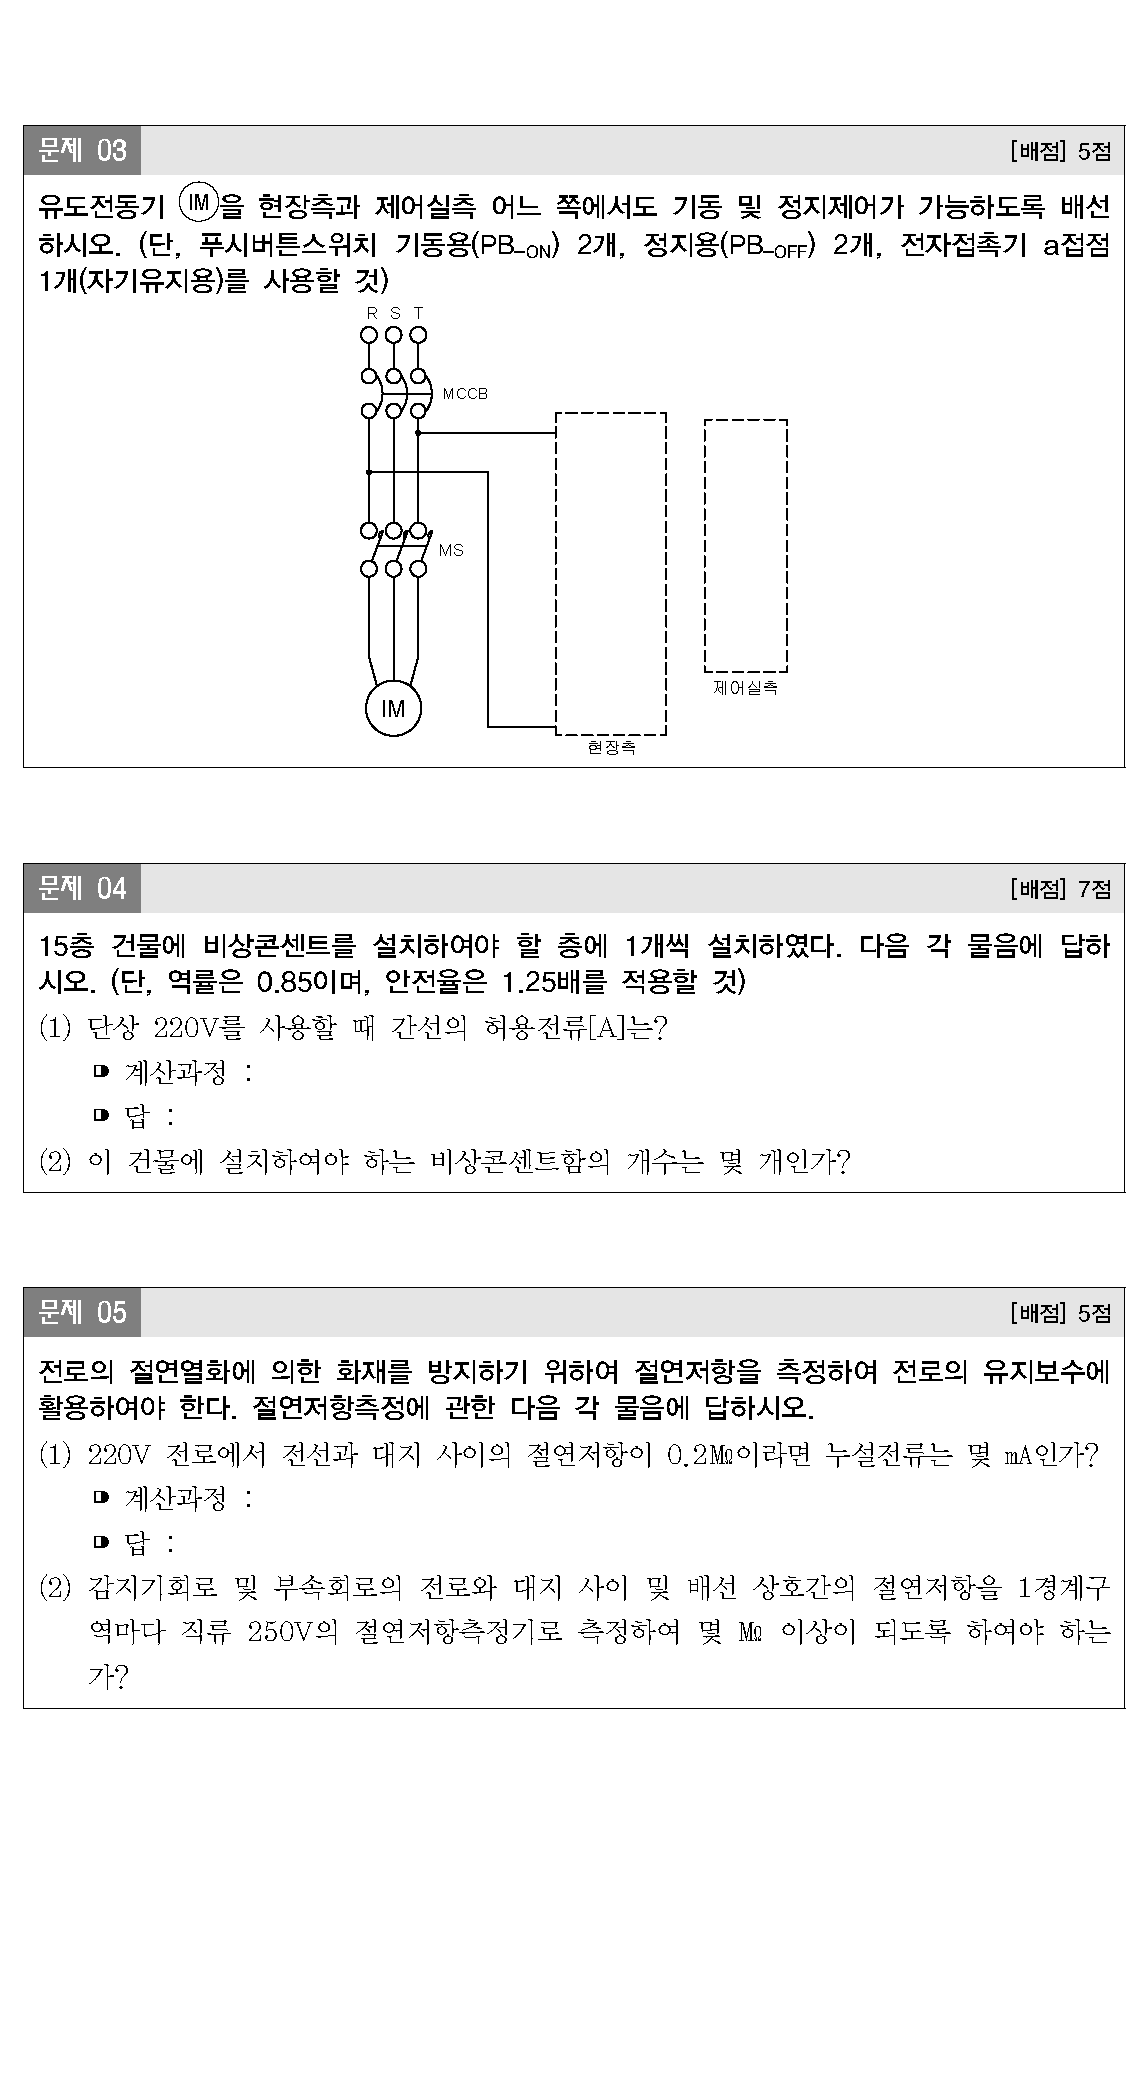 문제 03
[배점] 5점
유도전동기 IM을 현장측과 제어실측 어느 쪽에서도 기동 및 정지제어가 가능하도록 배선
하시오. (단, 푸시버튼스위치 기동용(PB-ON) 2개, 정지용(PB-OFF) 2개, 전자접촉기 a접점
1개(자기유지용)를 사용할 것)
R S T
MCCB
MS
제어실측
IM
현장측
문제 04
[배점] 7점
15층 건물에 비상콘센트를 설치하여야 할 층에 1개씩 설치하였다. 다음 각 물음에 답하
시오. (단, 역률은 0.85이며, 안전율은 1.25배를 적용할 것)
(1) 단상 220V를 사용할 때 간선의 허용전류[A]는?
계산과정 :
답 :
(2) 이 건물에 설치하여야 하는 비상콘센트함의 개수는 몇 개인가?
문제 05
[배점] 5점
전로의 절연열화에 의한 화재를 방지하기 위하여 절연저항을 측정하여 전로의 유지보수에
활용하여야 한다. 절연저항측정에 관한 다음 각 물음에 답하시오.
(1) 220V 전로에서 전선과 대지 사이의 절연저항이 0.2㏁이라면 누설전류는 몇 mA인가?
계산과정 :
답 :
(2) 감지기회로 및 부속회로의 전로와 대지 사이 및 배선 상호간의 절연저항을 1경계구
역마다 직류 250V의 절연저항측정기로 측정하여 몇 ㏁ 이상이 되도록 하여야 하는
가?